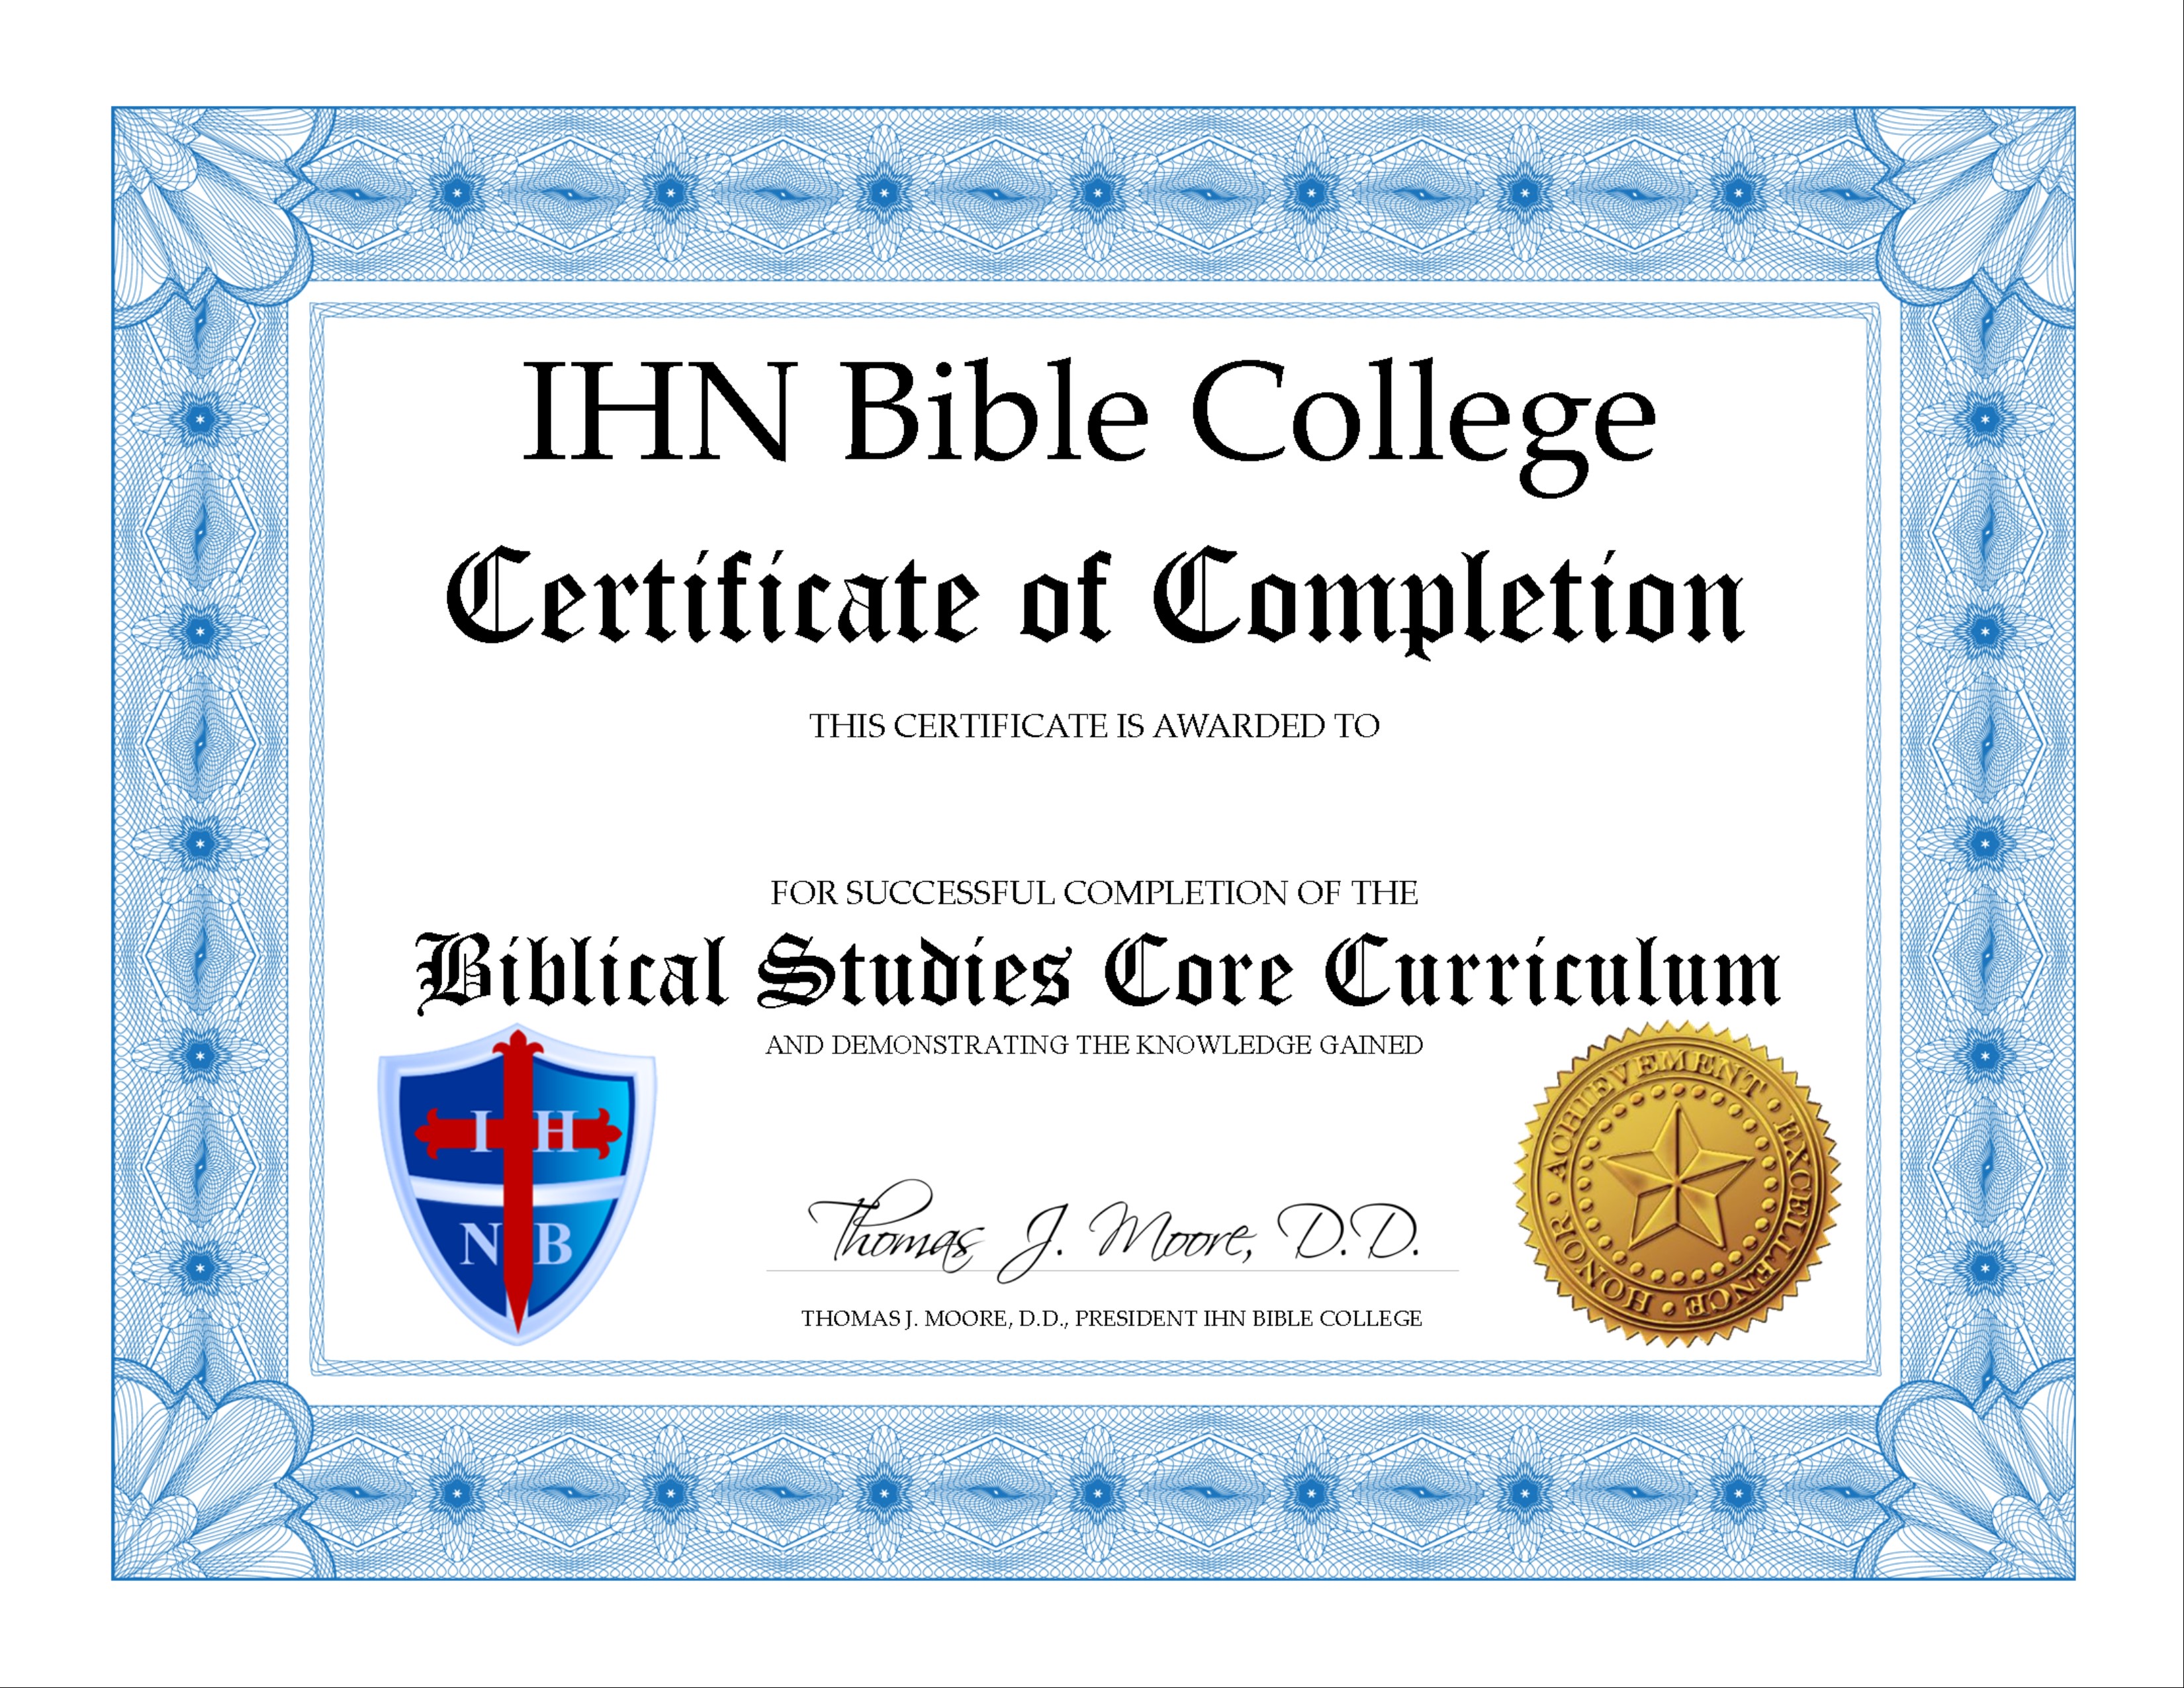 IHN Bible College
Certificate of Completion
THIS CERTIFICATE IS AWARDED TO
FOR SUCCESSFUL COMPLETION OF THE
Biblical Studies Core Curriculum
AND DEMONSTRATING THE KNOWLEDGE GAINED
I H
N B
Thomas J. Moore, D.D.
THOMAS J. MOORE, D.D., PRESIDENT IHN BIBLE COLLEGE
HONOR • ACHIEVEMENT • EXCELLENCE •